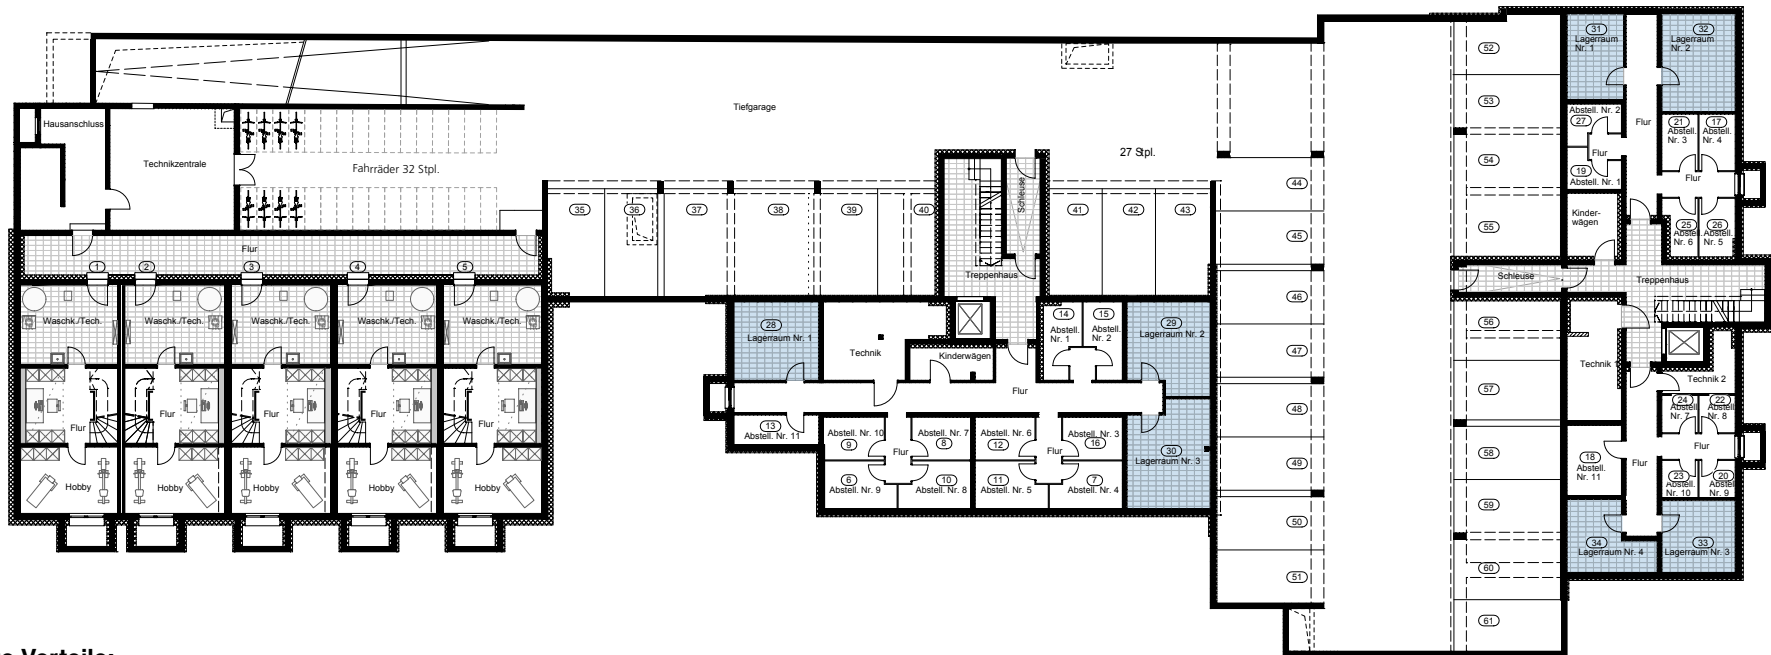 Hausanschluss
Technikzentrale
Fahrräder 32 Stpl.
Tiefgarage
27 Stpl.
Flur
1
2
3
4
5
Waschk./Tech.
Waschk./Tech.
Waschk./Tech.
Waschk./Tech.
Waschk./Tech.
Flur
Flur
Flur
Flur
Flur
Hobby
Hobby
Hobby
Hobby
Hobby
35
36
37
38
39
40
41
42
43
Schleuse
Treppenhaus
28
Lagerraum Nr. 1
Technik
Kinderwägen
14
Abstell.
Nr. 1
15
Abstell.
Nr. 2
29
Lagerraum Nr. 2
Flur
13
Abstell. Nr. 11
Abstell. Nr. 10
9
Abstell. Nr. 7
8
Abstell. Nr. 6
12
Abstell. Nr. 3
16
Flur
Flur
6
Abstell. Nr. 9
10
Abstell. Nr. 8
11
Abstell. Nr. 5
7
Abstell. Nr. 4
30
Lagerraum Nr. 3
44
45
46
47
48
49
50
51
52
53
54
55
56
57
58
59
60
61
31
Lagerraum
Nr. 1
32
Lagerraum
Nr. 2
Abstell. Nr. 2
27
Flur
21
Abstell.
Nr. 3
17
Abstell.
Nr. 4
Flur
19
Abstell. Nr. 1
Flur
Kinder-
wägen
25
Abstell.
Nr. 6
26
Abstell.
Nr. 5
Schleuse
Treppenhaus
Technik 1
Technik 2
24
Abstell.
Nr. 7
22
Abstell.
Nr. 8
Flur
18
Abstell.
Nr. 11
Flur
23
Abstell.
Nr. 10
20
Abstell.
Nr. 9
34
Lagerraum Nr. 4
33
Lagerraum Nr. 3
Vorteile: